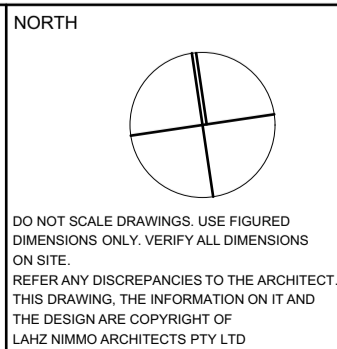 NORTH
DO NOT SCALE DRAWINGS. USE FIGURED
DIMENSIONS ONLY. VERIFY ALL DIMENSIONS
ON SITE.
REFER ANY DISCREPANCIES TO THE ARCHITECT.
THIS DRAWING, THE INFORMATION ON IT AND
THE DESIGN ARE COPYRIGHT OF
LAHZ NIMMO ARCHITECTS PTY LTD